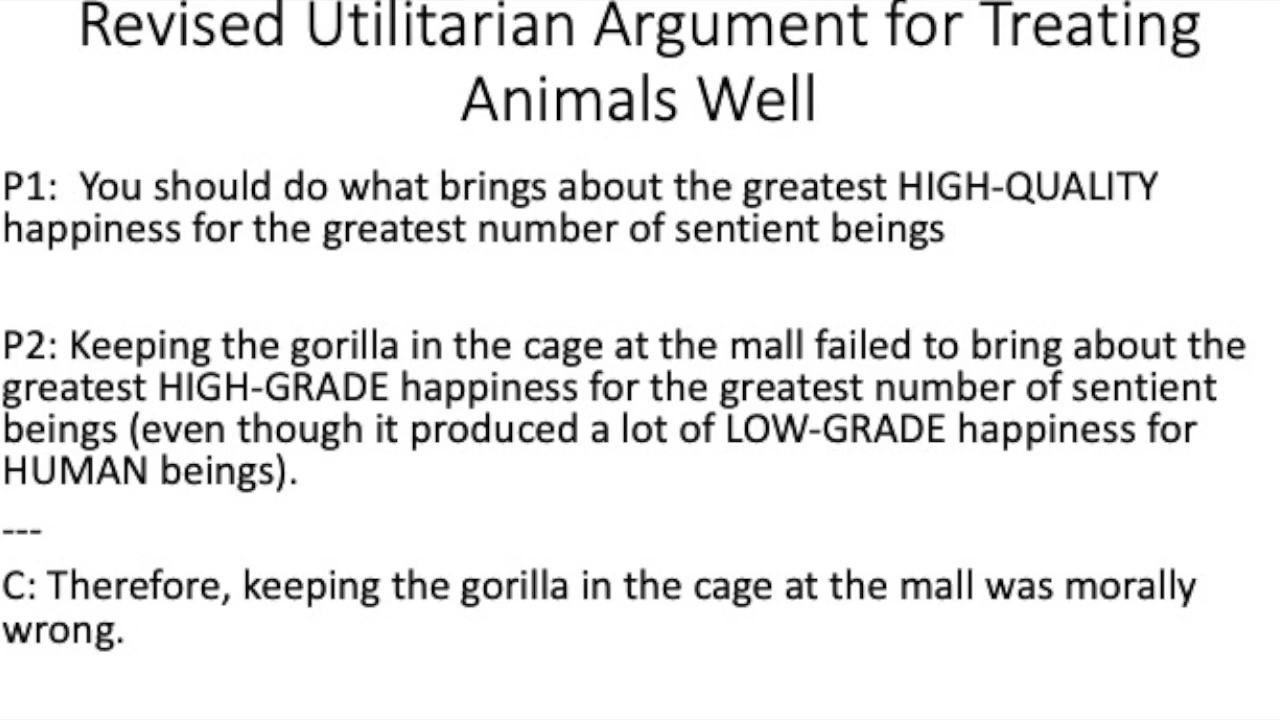 Revised Utilitarian Argument for Treating
Animals Well
P1:  You should do what brings about the greatest HIGH-QUALITY
happiness for the greatest number of sentient beings
P2: Keeping the gorilla in the cage at the mall failed to bring about the
greatest HIGH-GRADE happiness for the greatest number of sentient
beings (even though it produced a lot of LOW-GRADE happiness for
HUMAN beings).
---
C: Therefore, keeping the gorilla in the cage at the mall was morally
wrong.